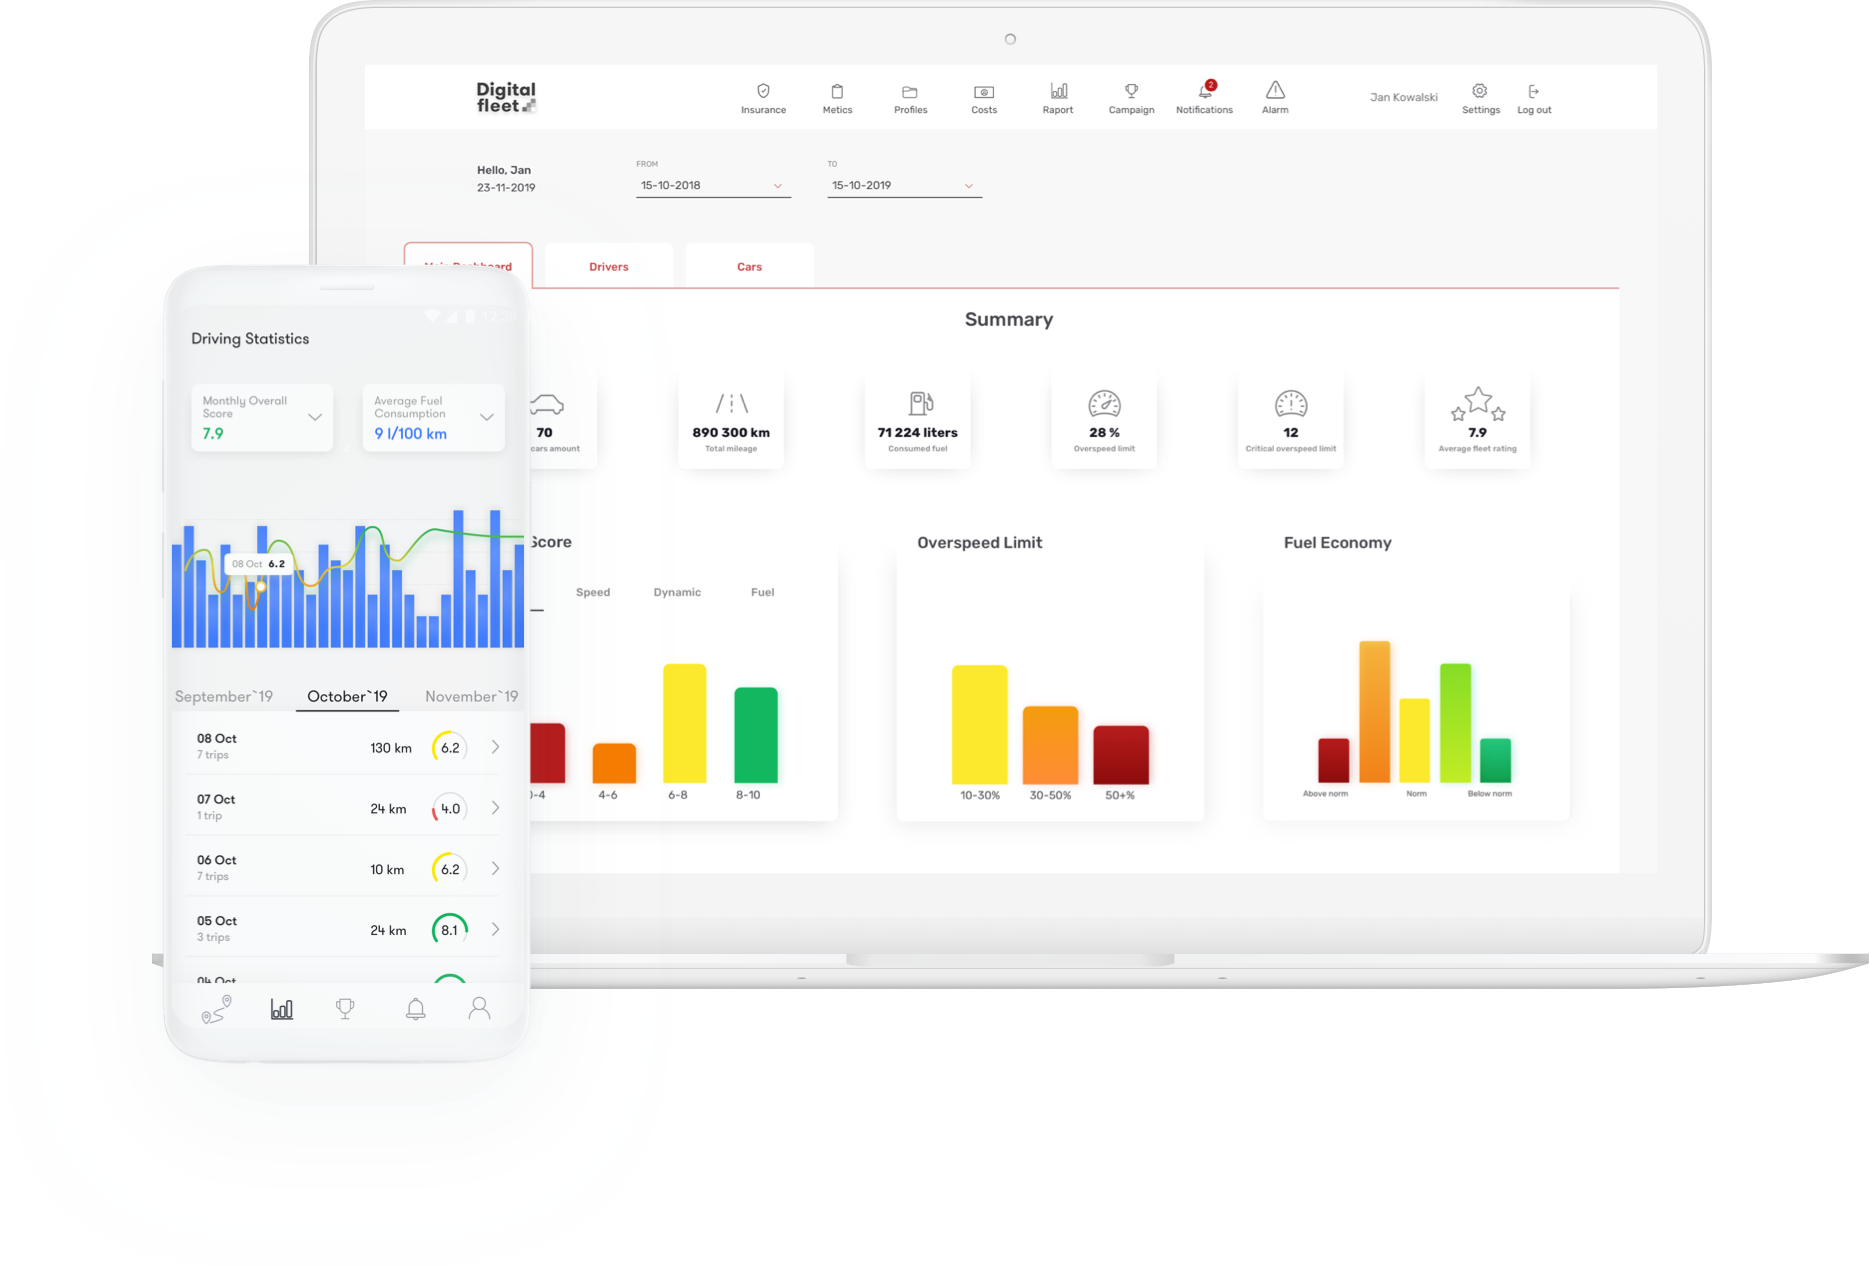 Digital
fleet
Insurance
Metics
Profiles
Costs
Raport
Campaign
2
Notifications
Alarm
Jan Kowalski
Settings
Log out
Hello, Jan
23-11-2019
FROM
15-10-2018
TO
15-10-2019
Drivers
Cars
Summary
70
cars amount
890 300 km
Total mileage
71 224 liters
Consumed fuel
28 %
Overspeed limit
12
Critical overspeed limit
7.9
Average fleet rating
Score
Speed
Dynamic
Fuel
4-6
6-8
8-10
Overspeed Limit
10-30%
30-50%
50+%
Fuel Economy
Above norm
Norm
Below norm
Driving Statistics
Monthly Overall
Score
7.9
Average Fuel
Consumption
9 l/100 km
08 Oct 6.2
September`19
October`19
November`19
08 Oct
7 trips
130 km
6.2
07 Oct
1 trip
24 km
4.0
06 Oct
7 trips
10 km
6.2
05 Oct
3 trips
24 km
8.1
04 Oct